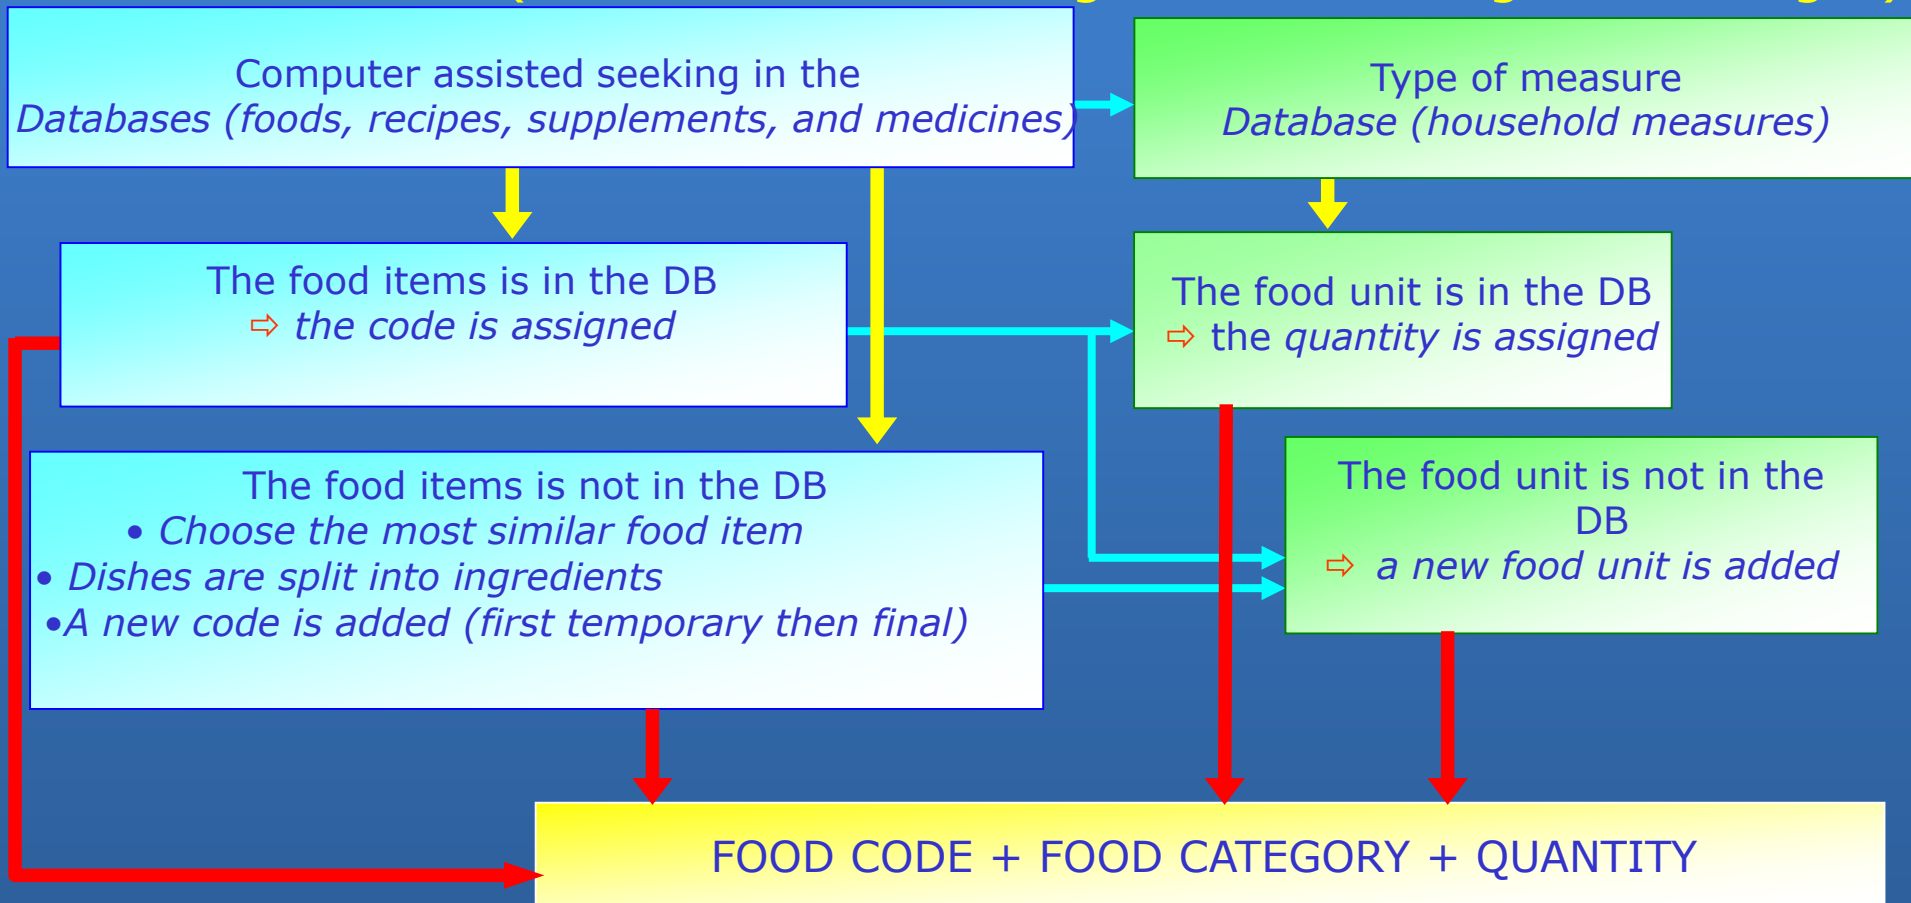 Computer assisted seeking in the
Databases (foods, recipes, supplements, and medicines)
Type of measure
Database (household measures)
The food items is in the DB
⇨ the code is assigned
The food unit is in the DB
⇨ the quantity is assigned
The food items is not in the DB
• Choose the most similar food item
• Dishes are split into ingredients
•A new code is added (first temporary then final)
The food unit is not in the
DB
⇨ a new food unit is added
FOOD CODE + FOOD CATEGORY + QUANTITY